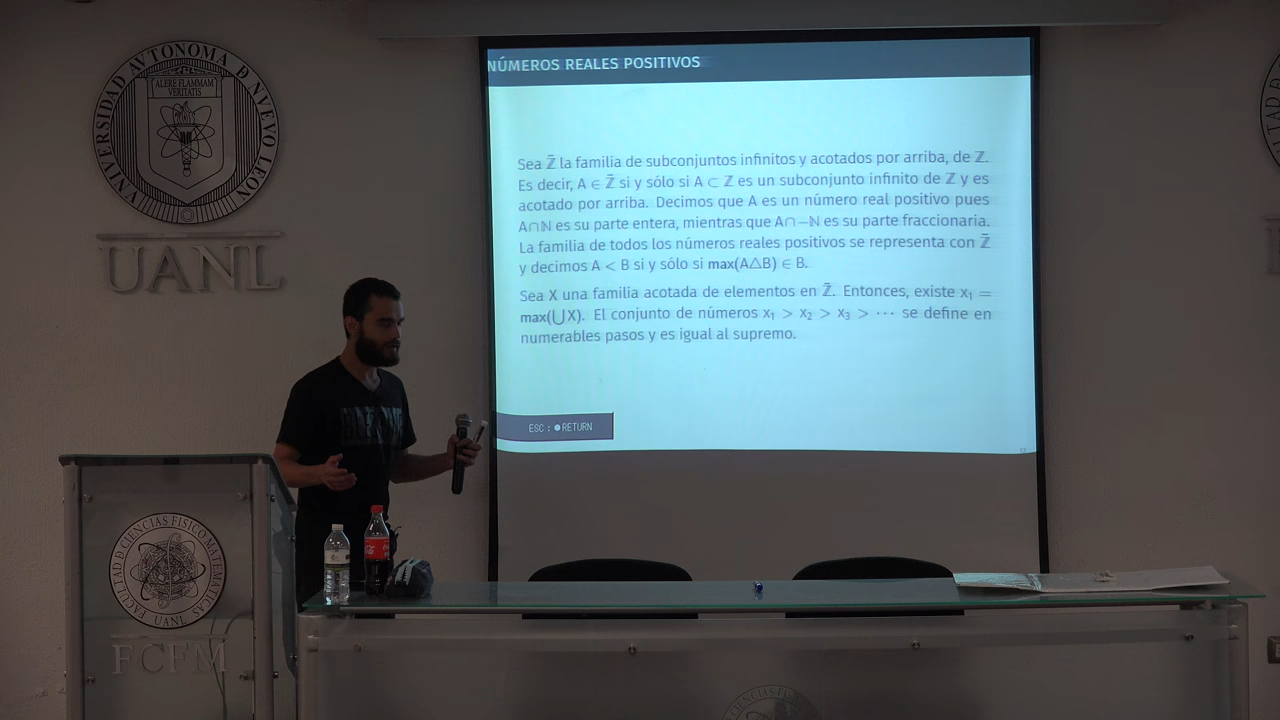 UNIVERSIDAD AVTONOMA D NVEVO LEON
ALERE FLAMMAM
VERITATIS
UANL
NÚMEROS REALES POSITIVOS
Sea Z̄ la familia de subconjuntos infinitos y acotados por arriba, de ℤ.
Es decir, A ∈ Z̄ si y sólo si A ⊂ ℤ es un subconjunto infinito de ℤ y es
acotado por arriba. Decimos que A es un número real positivo pues
A∩ℕ es su parte entera, mientras que A∩−ℕ es su parte fraccionaria.
La familia de todos los números reales positivos se representa con Z̄
y decimos A < B si y sólo si max(A△B) ∈ B.
Sea X una familia acotada de elementos en Z̄. Entonces, existe x₁ =
max(⋃X). El conjunto de números x₁ > x₂ > x₃ > ··· se define en
numerables pasos y es igual al supremo.
ESC : ●RETURN
FACULTAD D CIENCIAS FISICO MATEMATICAS
UANL
FCFM